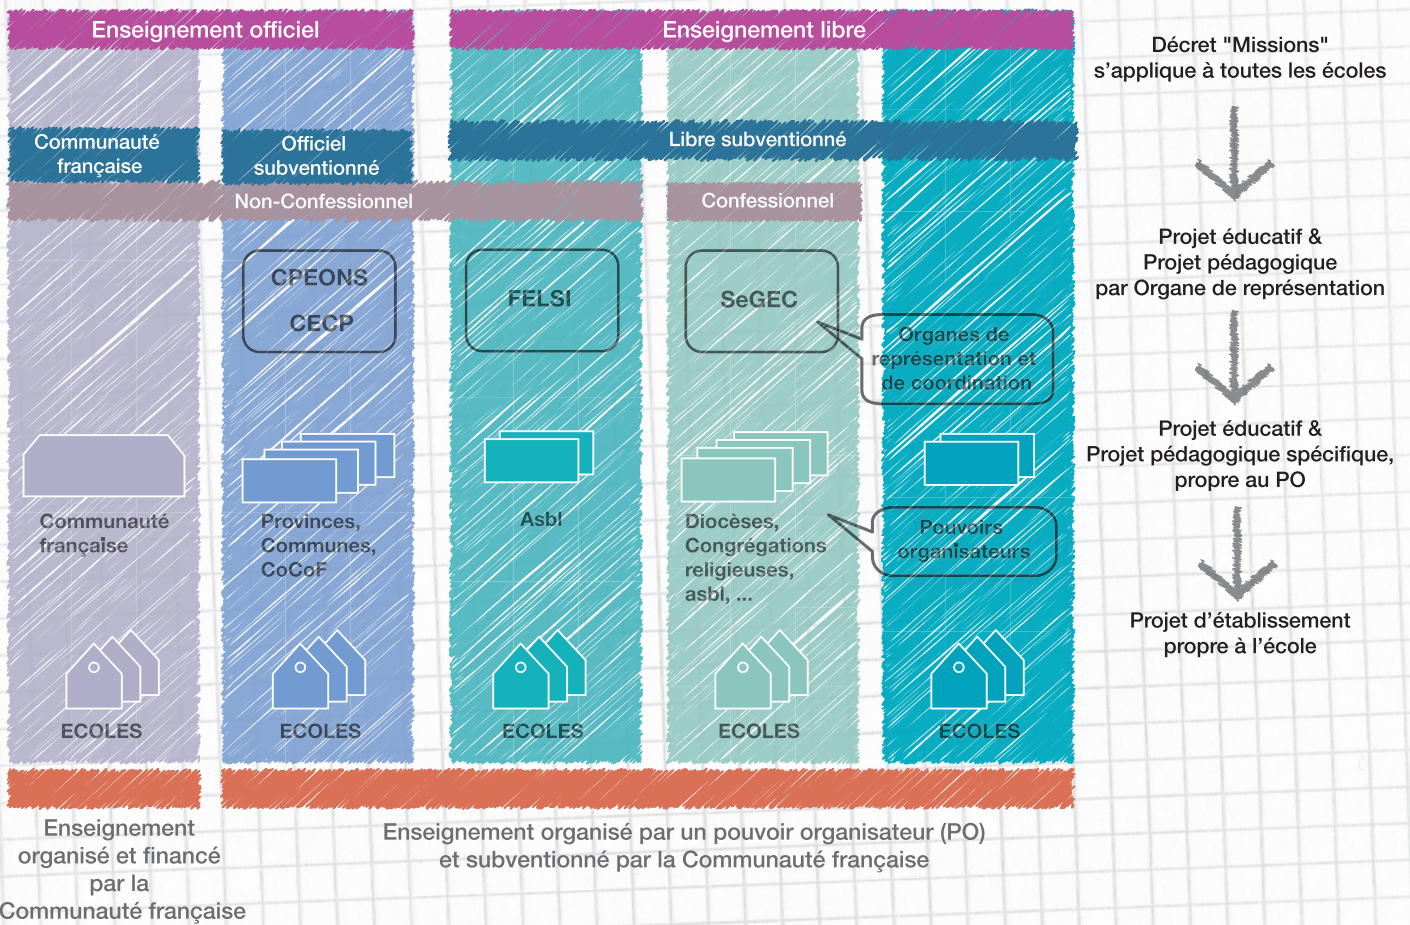 Enseignement officiel
Enseignement libre
Communauté
française
Officiel
subventionné
Libre subventionné
Non-Confessionnel
Confessionnel
CPEONS
CECP
FELSI
SeGEC
Organes de
représentation et
de coordination
Communauté
française
Provinces,
Communes,
CoCoF
Asbl
Diocèses,
Congrégations
religieuses,
asbl, ...
Pouvoirs
organisateurs
ECOLES
ECOLES
ECOLES
ECOLES
ECOLES
Enseignement
organisé et financé
par la
Communauté française
Enseignement organisé par un pouvoir organisateur (PO)
et subventionné par la Communauté française
Décret "Missions"
s’applique à toutes les écoles
Projet éducatif &
Projet pédagogique
par Organe de représentation
Projet éducatif &
Projet pédagogique spécifique,
propre au PO
Projet d’établissement
propre à l’école